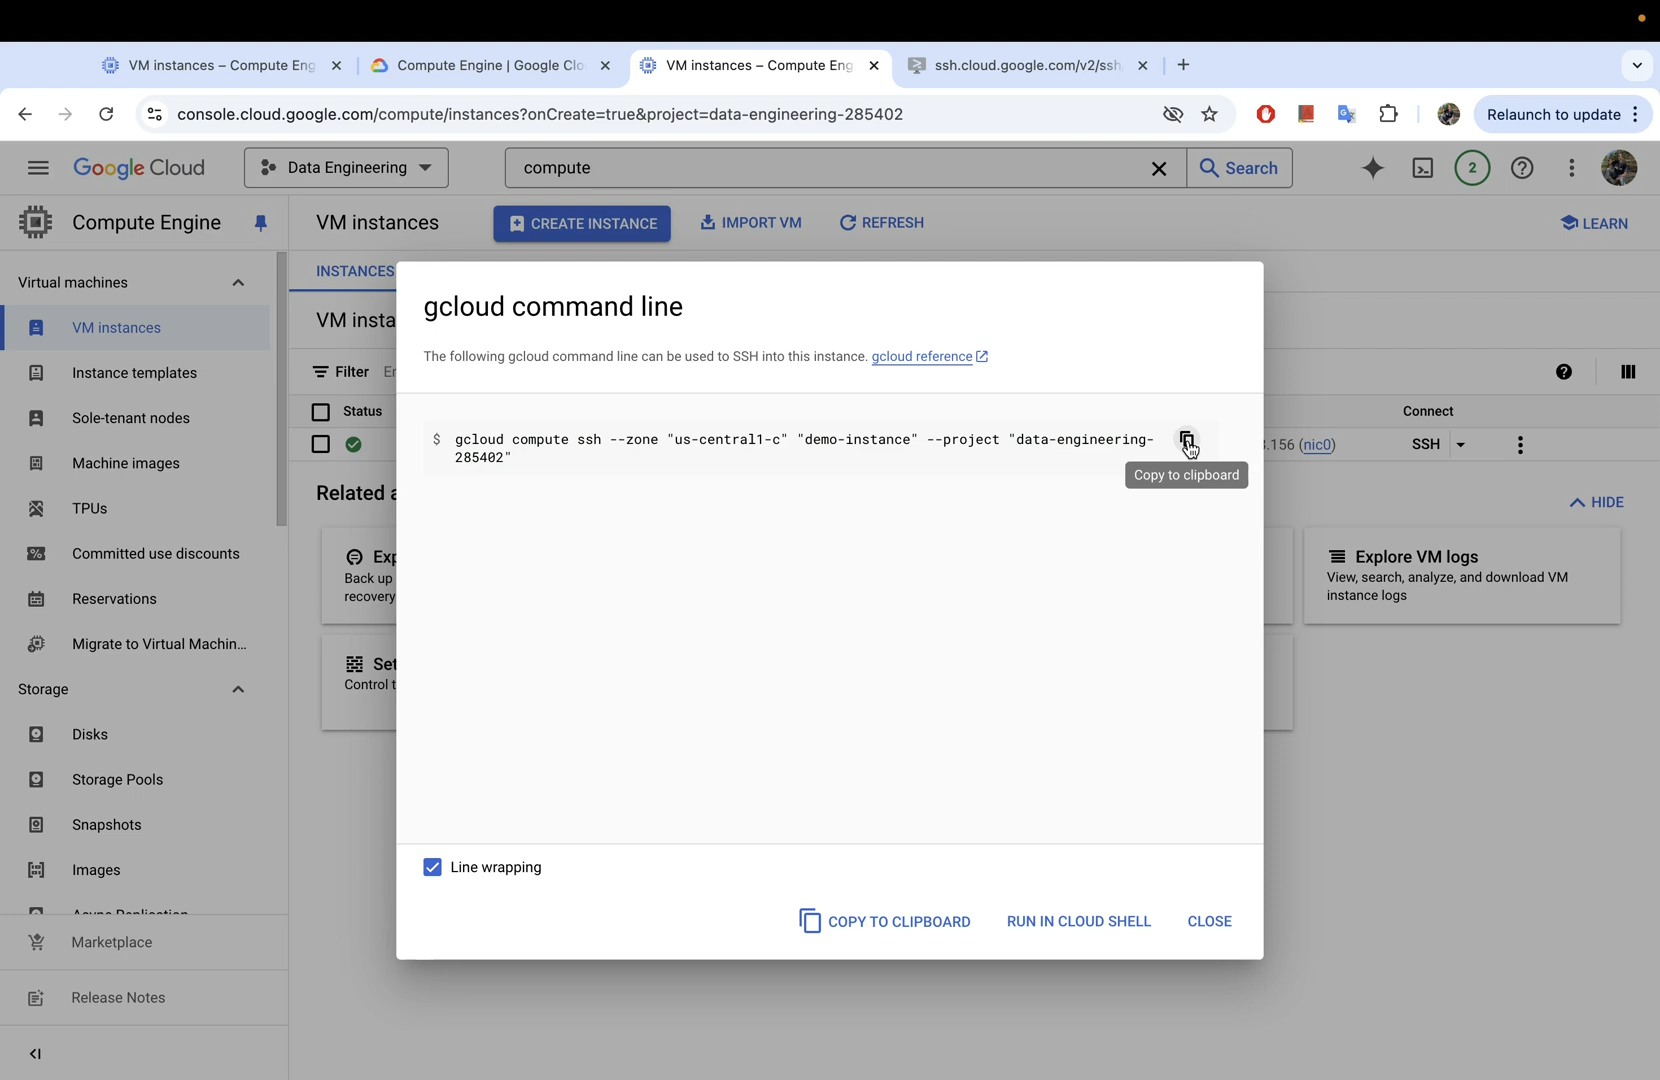 VM instances – Compute Eng
Compute Engine | Google Clo
VM instances – Compute Eng
ssh.cloud.google.com/v2/ssh
console.cloud.google.com/compute/instances?onCreate=true&project=data-engineering-285402
Relaunch to update
Google Cloud
Data Engineering
compute
Search
2
Compute Engine
VM instances
CREATE INSTANCE
IMPORT VM
REFRESH
LEARN
Virtual machines
INSTANCES
gcloud command line
VM insta
VM instances
The following gcloud command line can be used to SSH into this instance. gcloud reference
Instance templates
Filter
Status
Connect
Sole-tenant nodes
$ gcloud compute ssh --zone "us-central1-c" "demo-instance" --project "data-engineering-
285402"
.156 (nic0)
SSH
Machine images
Copy to clipboard
Related a
HIDE
TPUs
Committed use discounts
Exp
Back up
recovery
Explore VM logs
View, search, analyze, and download VM
instance logs
Reservations
Migrate to Virtual Machin...
Set
Control t
Storage
Disks
Storage Pools
Snapshots
Images
Line wrapping
Async Replication
COPY TO CLIPBOARD
RUN IN CLOUD SHELL
CLOSE
Marketplace
Release Notes